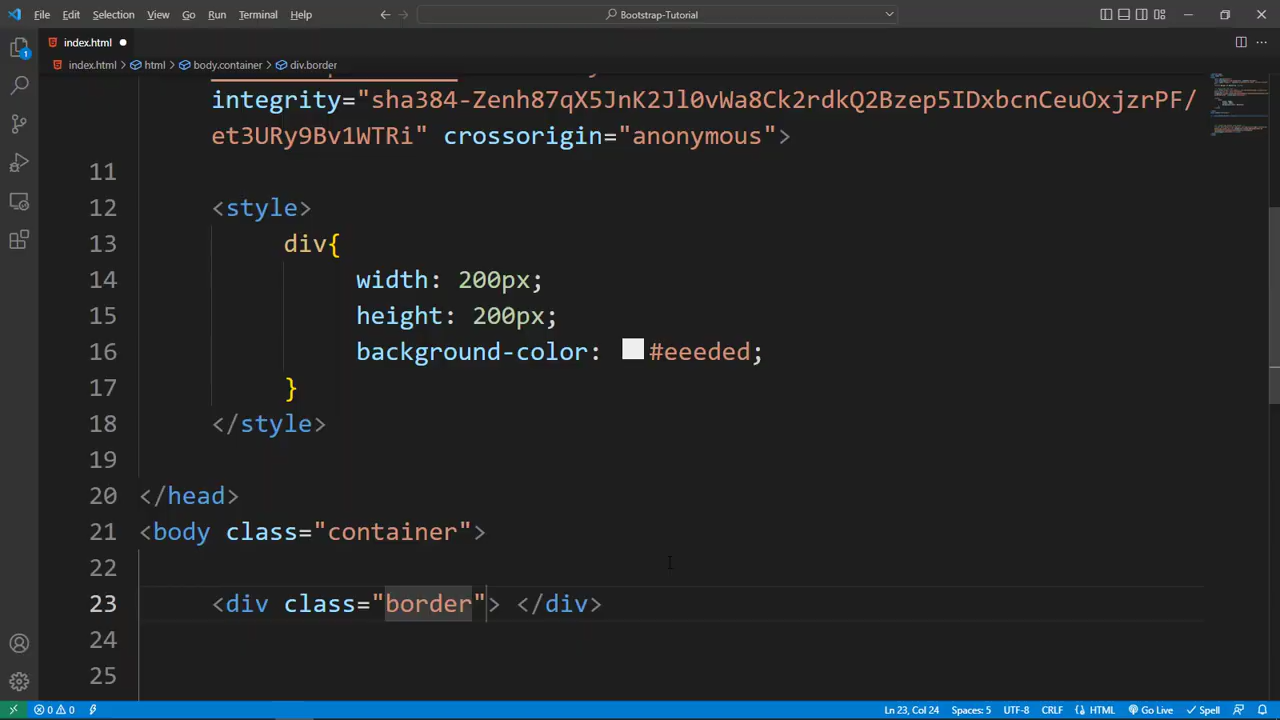 File Edit Selection View Go Run Terminal Help
Bootstrap-Tutorial
index.html
index.html html body.container div.border
integrity="sha384-Zenh87qX5JnK2Jl0vWa8Ck2rdkQ2Bzep5IDxbcnCeuOxjzrPF/
et3URy9Bv1WTRi" crossorigin="anonymous">
11
12 <style>
13 div{
14 width: 200px;
15 height: 200px;
16 background-color: #eeeded;
17 }
18 </style>
19
20 </head>
21 <body class="container">
22
23 <div class="border"> </div>
24
25
1
0 0 Ln 23, Col 24 Spaces: 5 UTF-8 CRLF HTML Go Live Spell